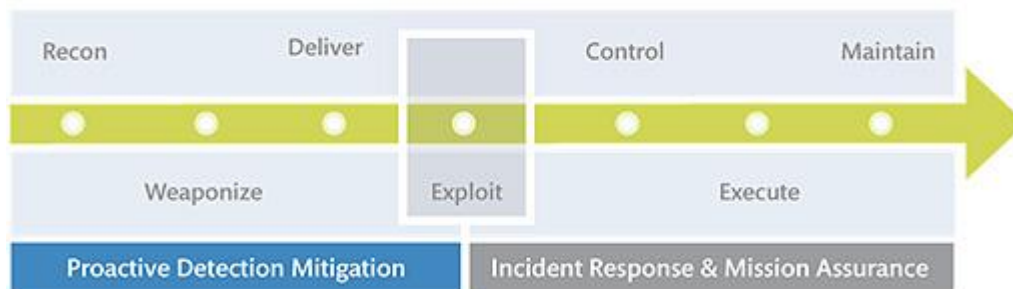 Recon
Deliver
Control
Maintain
Weaponize
Exploit
Execute
Proactive Detection Mitigation
Incident Response & Mission Assurance